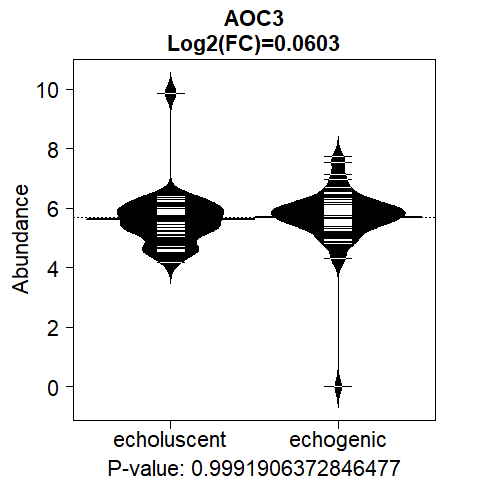 AOC3
Log2(FC)=0.0603
Abundance
10
8
6
4
2
0
echoluscent echogenic
P-value: 0.9991906372846477